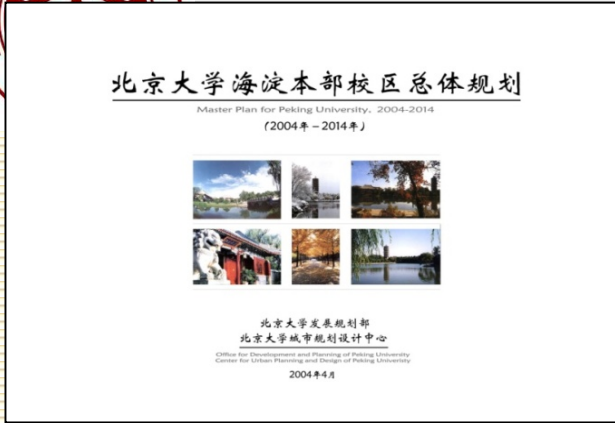 北京大学海淀本部校区总体规划
Master Plan for Peking University, 2004-2014
(2004年－2014年)
北京大学发展规划部
北京大学城市规划设计中心
Office for Development and Planning of Peking University
Center for Urban Planning and Design of Peking Univeristy
2004年4月